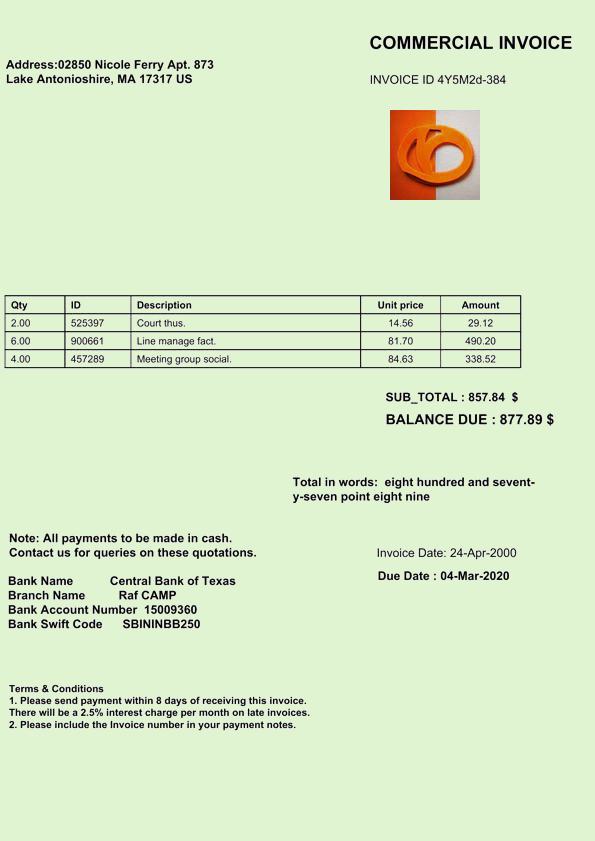 COMMERCIAL INVOICE
Address:02850 Nicole Ferry Apt. 873
Lake Antonioshire, MA 17317 US
INVOICE ID 4Y5M2d-384
Qty ID Description Unit price Amount
2.00 525397 Court thus. 14.56 29.12
6.00 900661 Line manage fact. 81.70 490.20
4.00 457289 Meeting group social. 84.63 338.52
SUB_TOTAL : 857.84 $
BALANCE DUE : 877.89 $
Total in words: eight hundred and sevent-
y-seven point eight nine
Note: All payments to be made in cash.
Contact us for queries on these quotations.
Invoice Date: 24-Apr-2000
Due Date : 04-Mar-2020
Bank Name Central Bank of Texas
Branch Name Raf CAMP
Bank Account Number 15009360
Bank Swift Code SBININBB250
Terms & Conditions
1. Please send payment within 8 days of receiving this invoice.
There will be a 2.5% interest charge per month on late invoices.
2. Please include the Invoice number in your payment notes.